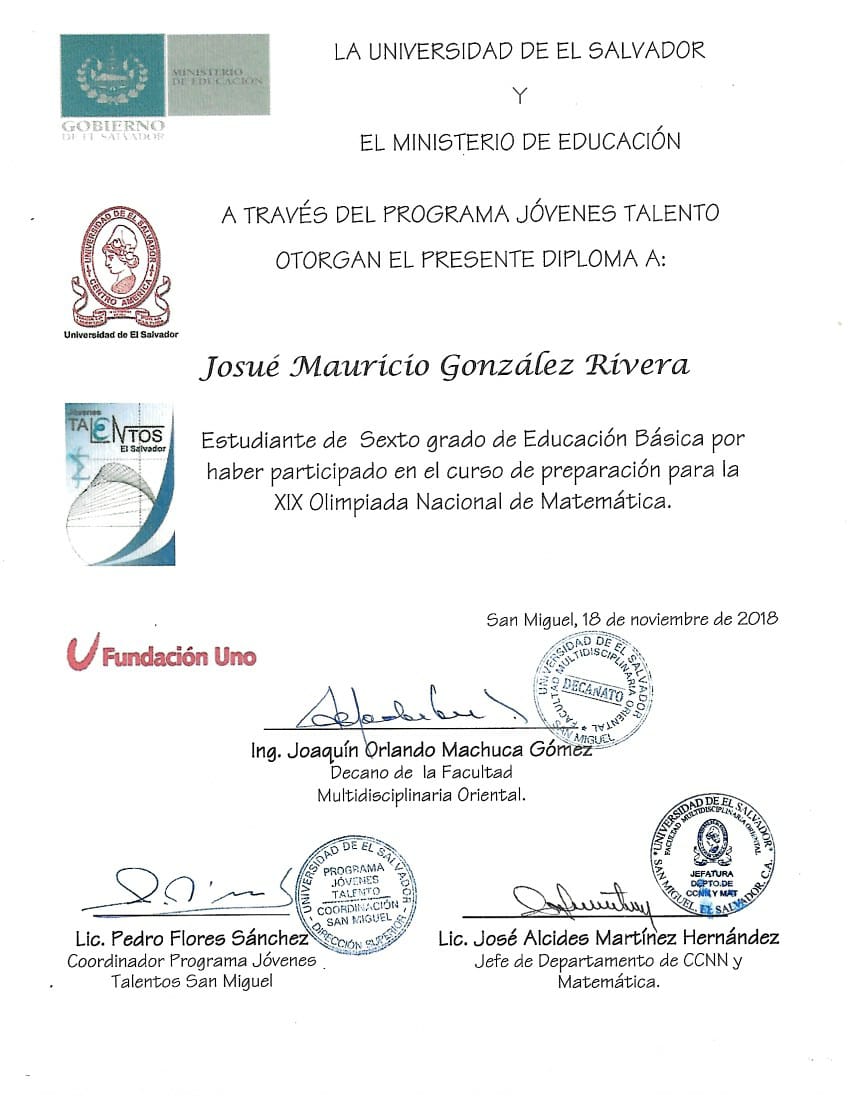 LA UNIVERSIDAD DE EL SALVADOR
Y
EL MINISTERIO DE EDUCACIÓN
MINISTERIO
DE EDUCACIÓN
GOBIERNO
DE EL SALVADOR
A TRAVÉS DEL PROGRAMA JÓVENES TALENTO
OTORGAN EL PRESENTE DIPLOMA A:
UNIVERSIDAD DE EL SALVADOR
CENTRO AMERICA
Universidad de El Salvador
Josué Mauricio González Rivera
Jóvenes
TALENTOS
El Salvador
Estudiante de Sexto grado de Educación Básica por
haber participado en el curso de preparación para la
XIX Olimpiada Nacional de Matemática.
San Miguel, 18 de noviembre de 2018
Fundación Uno
UNIVERSIDAD DE EL SALVADOR
FACULTAD MULTIDISCIPLINARIA ORIENTAL
DECANATO
SAN MIGUEL
Ing. Joaquín Orlando Machuca Gómez
Decano de la Facultad
Multidisciplinaria Oriental.
UNIVERSIDAD DE EL SALVADOR
PROGRAMA
JÓVENES
TALENTO
COORDINACIÓN
SAN MIGUEL
DIRECCIÓN SUPERIOR
Lic. Pedro Flores Sánchez
Coordinador Programa Jóvenes
Talentos San Miguel
"UNIVERSIDAD DE EL SALVADOR"
FACULTAD MULTIDISCIPLINARIA ORIENTAL
JEFATURA
DEPTO.DE
CCNN Y MAT
SAN MIGUEL, EL SALVADOR, C.A.
Lic. José Alcides Martínez Hernández
Jefe de Departamento de CCNN y
Matemática.